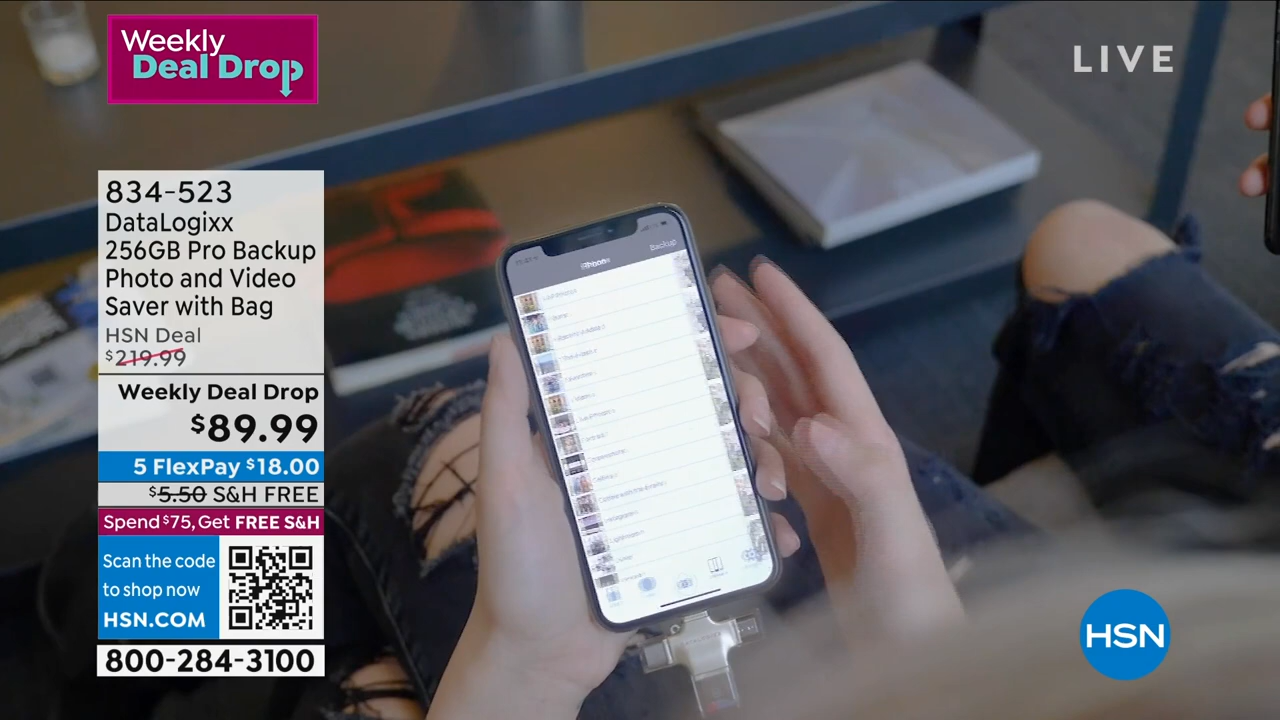 Weekly
Deal Drop
LIVE
834-523
DataLogixx
256GB Pro Backup
Photo and Video
Saver with Bag
HSN Deal
$219.99
Weekly Deal Drop
$89.99
5 FlexPay $18.00
$5.50 S&H FREE
Spend $75, Get FREE S&H
Scan the code
to shop now
HSN.COM
800-284-3100
Backup
iPhone
HSN